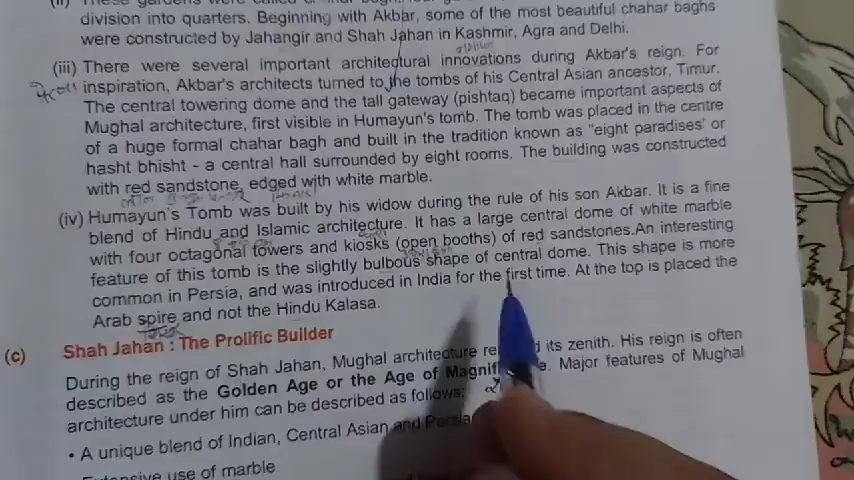 (ii) These gardens were called
division into quarters. Beginning with Akbar, some of the most beautiful chahar baghs
were constructed by Jahangir and Shah Jahan in Kashmir, Agra and Delhi.
(iii) There were several important architectural innovations during Akbar's reign. For
inspiration, Akbar's architects turned to the tombs of his Central Asian ancestor, Timur.
The central towering dome and the tall gateway (pishtaq) became important aspects of
Mughal architecture, first visible in Humayun's tomb. The tomb was placed in the centre
of a huge formal chahar bagh and built in the tradition known as "eight paradises' or
hasht bhisht - a central hall surrounded by eight rooms. The building was constructed
with red sandstone, edged with white marble.
(iv) Humayun's Tomb was built by his widow during the rule of his son Akbar. It is a fine
blend of Hindu and Islamic architecture. It has a large central dome of white marble
with four octagonal towers and kiosks (open booths) of red sandstones.An interesting
feature of this tomb is the slightly bulbous shape of central dome. This shape is more
common in Persia, and was introduced in India for the first time. At the top is placed the
Arab spire and not the Hindu Kalasa.
(c) Shah Jahan : The Prolific Builder
During the reign of Shah Jahan, Mughal architecture its zenith. His reign is often
described as the Golden Age or the Age of Major features of Mughal
architecture under him can be described as follows:
• A unique blend of Indian, Central Asian and
Extensive use of marble